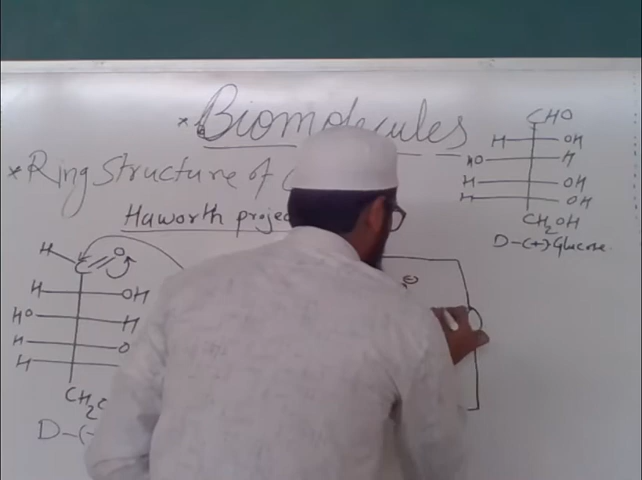 * Biomolecules
* Ring Structure of
Haworth projec
CHO
H OH
HO H
H OH
H OH
CH2OH
D-(+) Glucose
H C O
H OH
HO H
H O
H
CH2
D-(
⊖